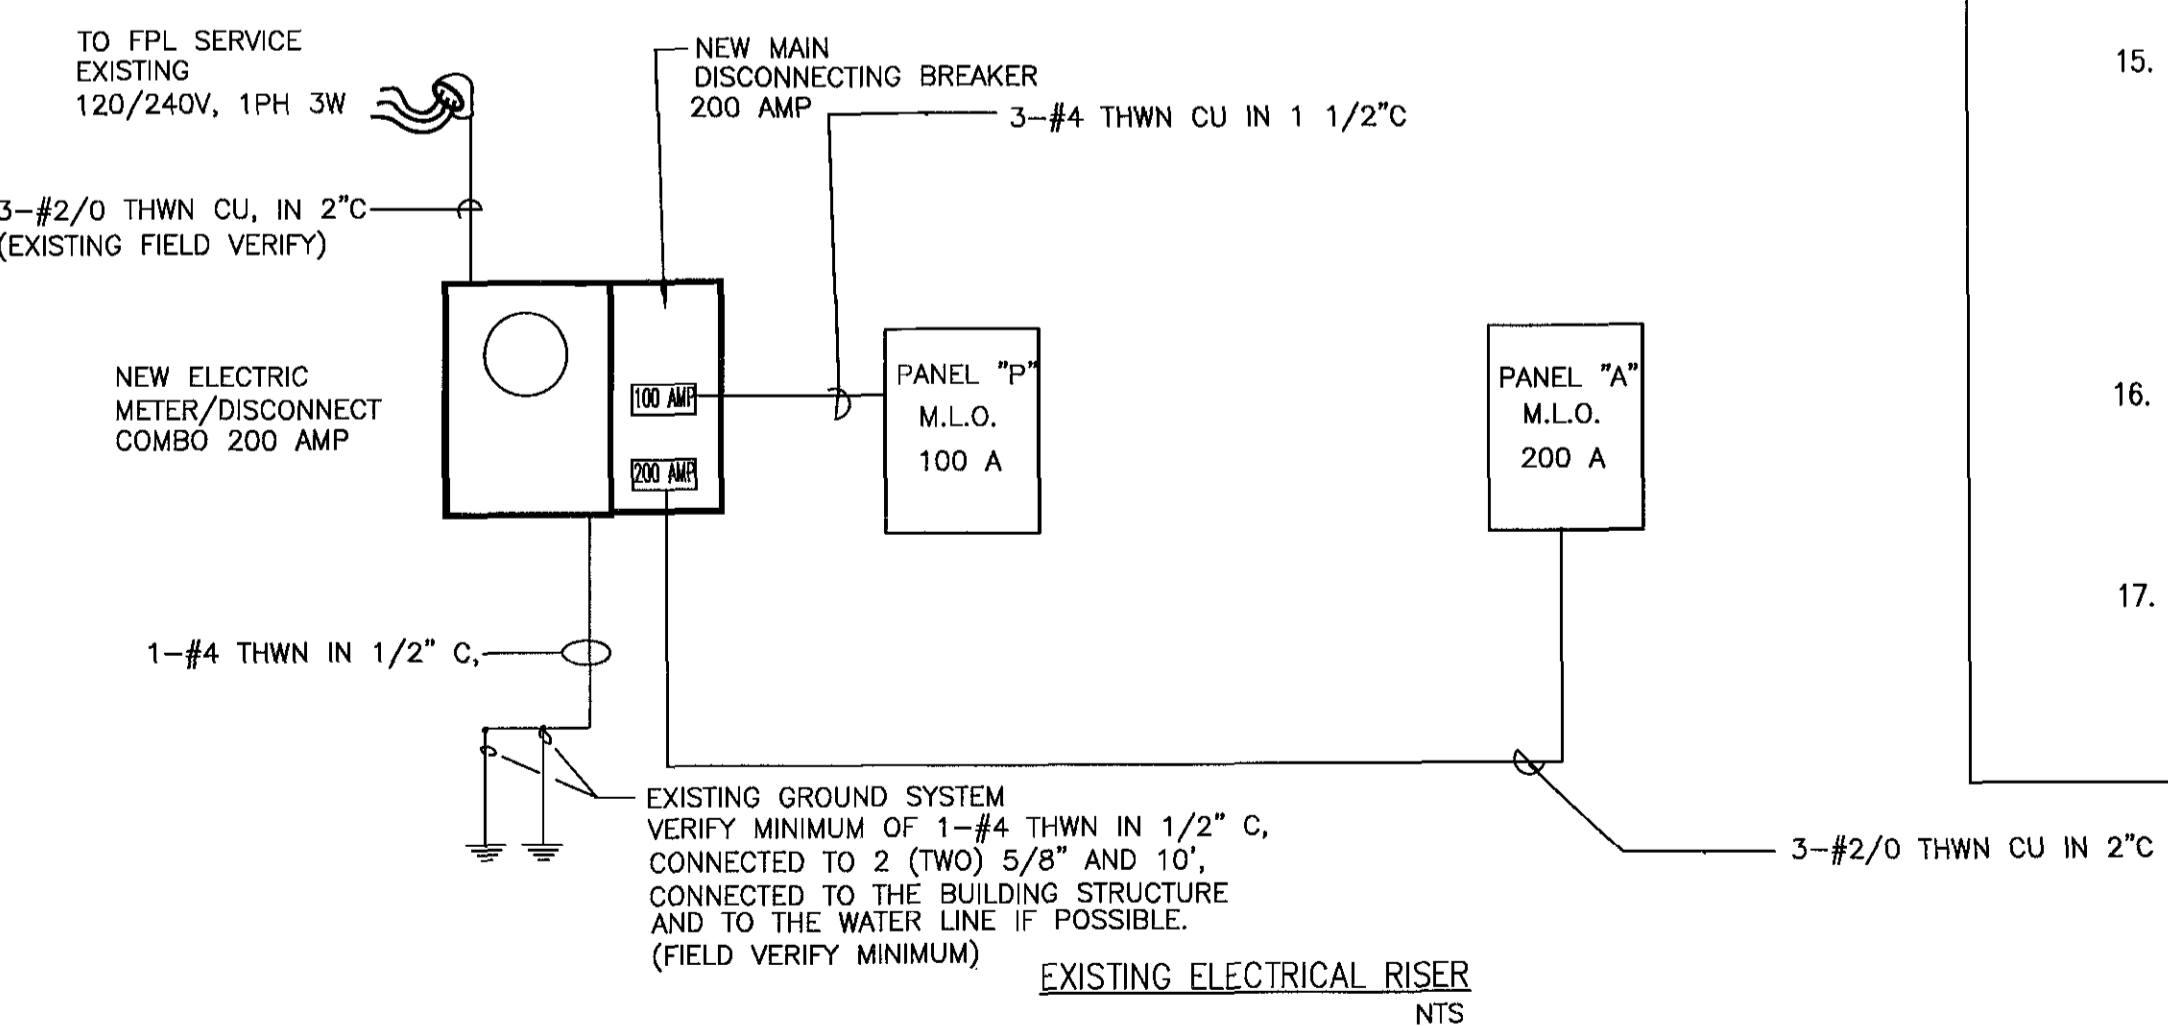 TO FPL SERVICE
EXISTING
120/240V, 1PH 3W
NEW MAIN
DISCONNECTING BREAKER
200 AMP
3-#4 THWN CU IN 1 1/2"C
3-#2/0 THWN CU, IN 2"C
(EXISTING FIELD VERIFY)
NEW ELECTRIC
METER/DISCONNECT
COMBO 200 AMP
100 AMP
200 AMP
PANEL "P"
M.L.O.
100 A
PANEL "A"
M.L.O.
200 A
1-#4 THWN IN 1/2" C,
EXISTING GROUND SYSTEM
VERIFY MINIMUM OF 1-#4 THWN IN 1/2" C,
CONNECTED TO 2 (TWO) 5/8" AND 10',
CONNECTED TO THE BUILDING STRUCTURE
AND TO THE WATER LINE IF POSSIBLE.
(FIELD VERIFY MINIMUM)
3-#2/0 THWN CU IN 2"C
EXISTING ELECTRICAL RISER
NTS
15.
16.
17.